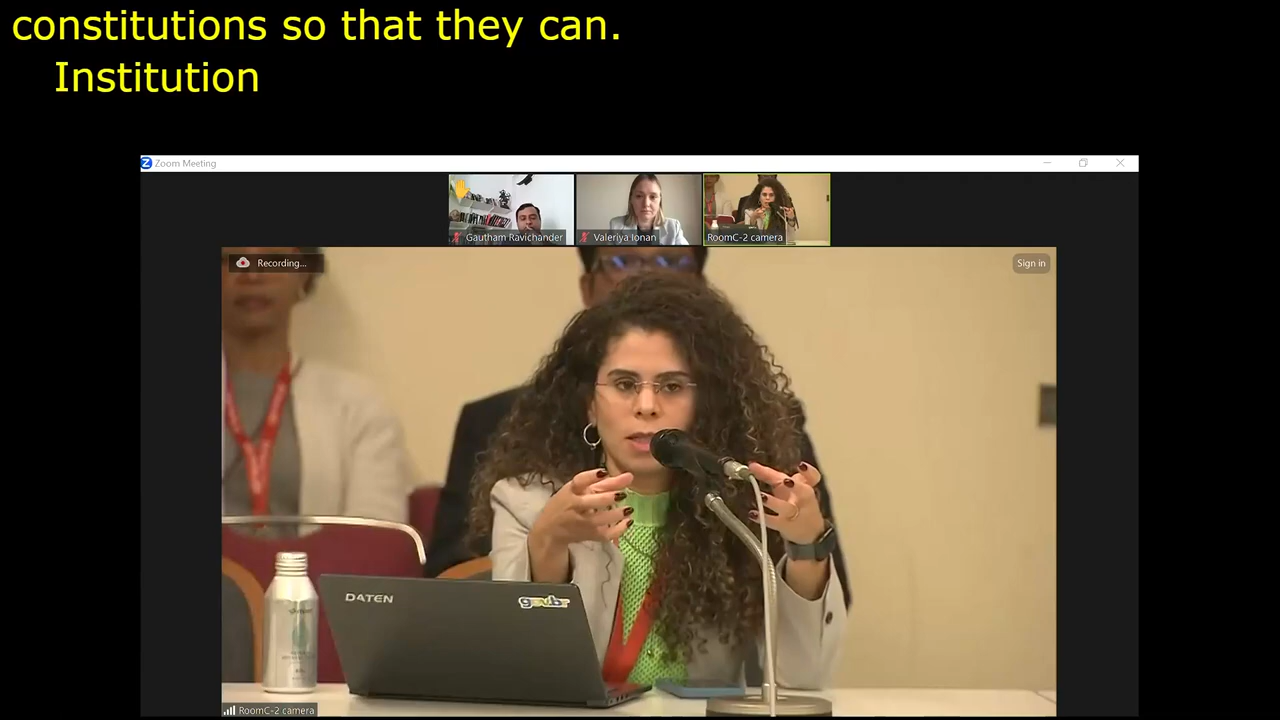 constitutions so that they can.
Institution
Zoom Meeting
Gautham Ravichander
Valeriya Ionan
RoomC-2 camera
Recording...
Sign in
DATEN
govbr
RoomC-2 camera